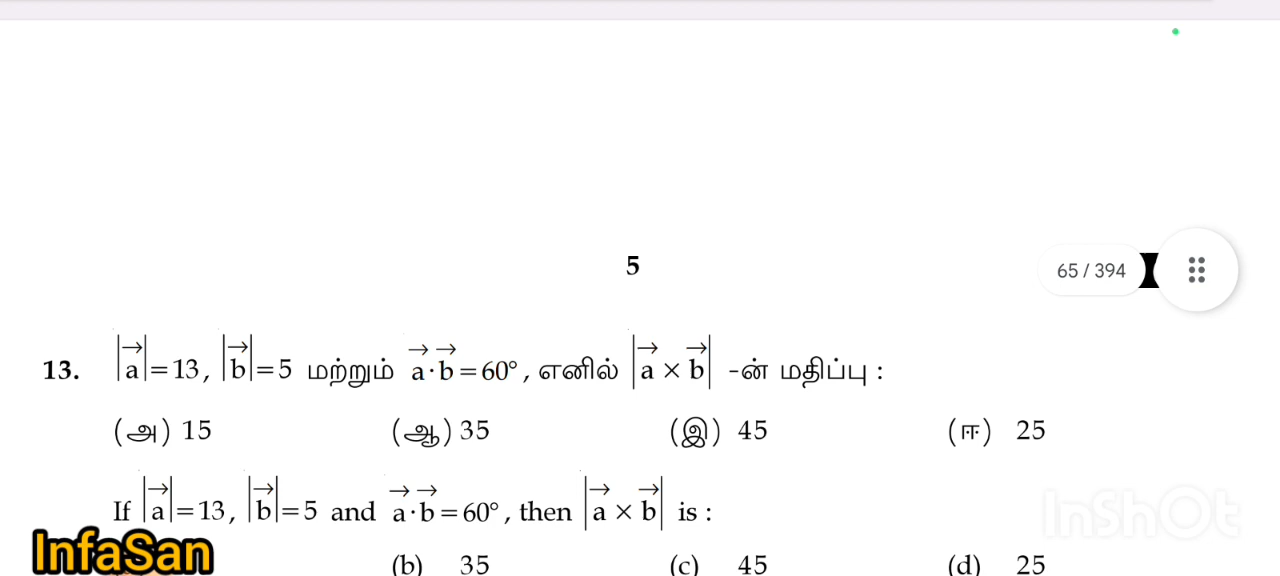 5
65 / 394
13. |a⃗|=13, |b⃗|=5 மற்றும் a⃗·b⃗=60°, எனில் |a⃗ × b⃗| -ன் மதிப்பு :
(அ) 15 (ஆ) 35 (இ) 45 (ஈ) 25
If |a⃗|=13, |b⃗|=5 and a⃗·b⃗=60°, then |a⃗ × b⃗| is :
(b) 35 (c) 45 (d) 25
InfaSan
InShOt